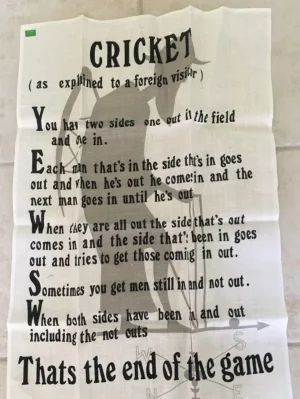 CRICKET
( as explained to a foreign visitor )
You hav two sides one out in the field
and one in.
Each man that's in the side that's in goes
out and when he's out he comes in and the
next man goes in until he's out
When they are all out the side that's out
comes in and the side that's been in goes
out and tries to get those coming in out.
Sometimes you get men still in and not out.
When both sides have been in and out
including the not outs
Thats the end of the game
W
S
E